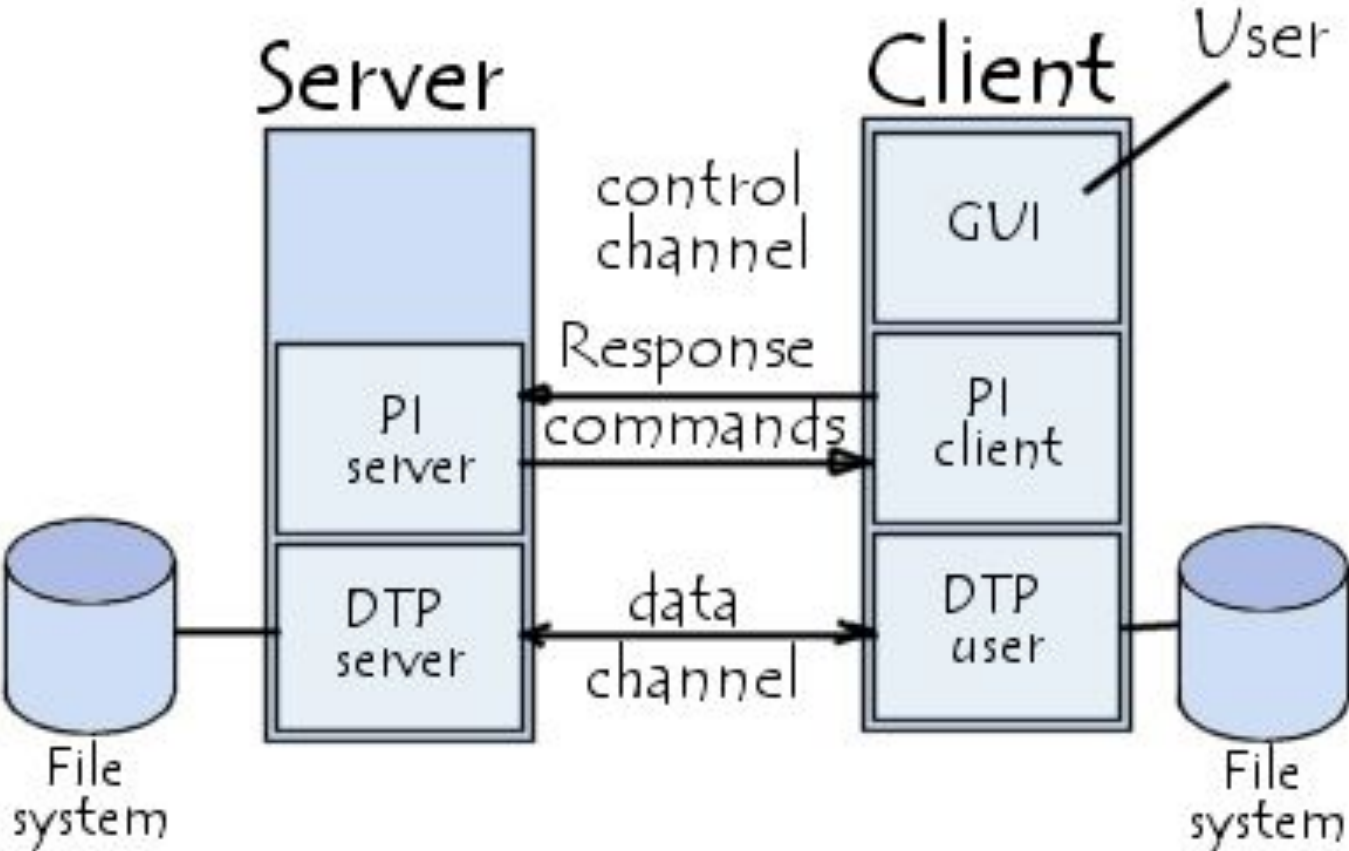 User
Server
Client
control
channel
GUI
Response
commands
PI
server
PI
client
data
channel
DTP
server
DTP
user
File
system
File
system